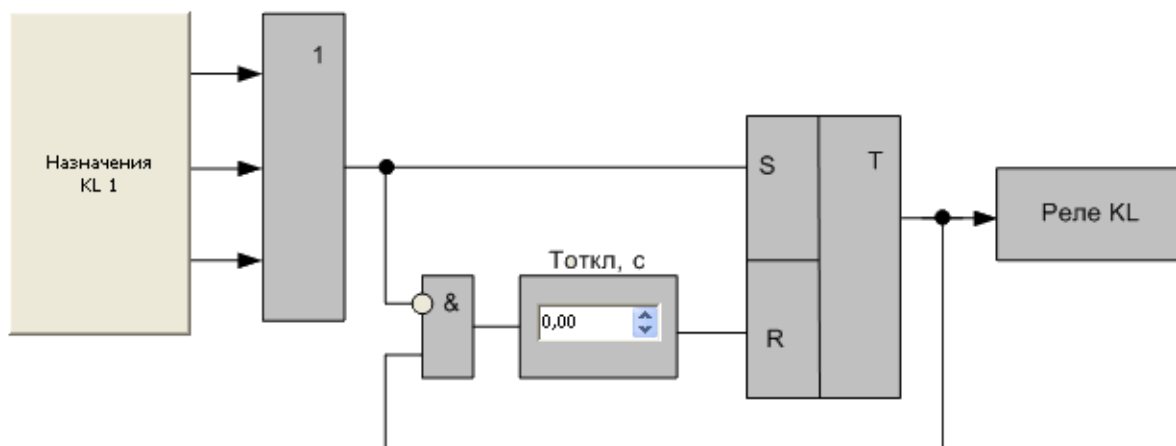 Назначения
KL 1
1
S
T
Реле KL
Тоткл, с
&
0,00
R